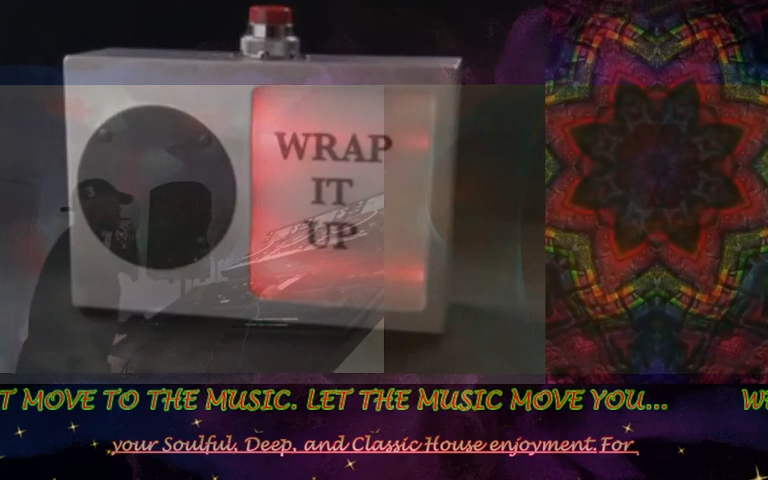 WRAP
IT
UP
T MOVE TO THE MUSIC. LET THE MUSIC MOVE YOU... WE
your Soulful, Deep, and Classic House enjoyment. For